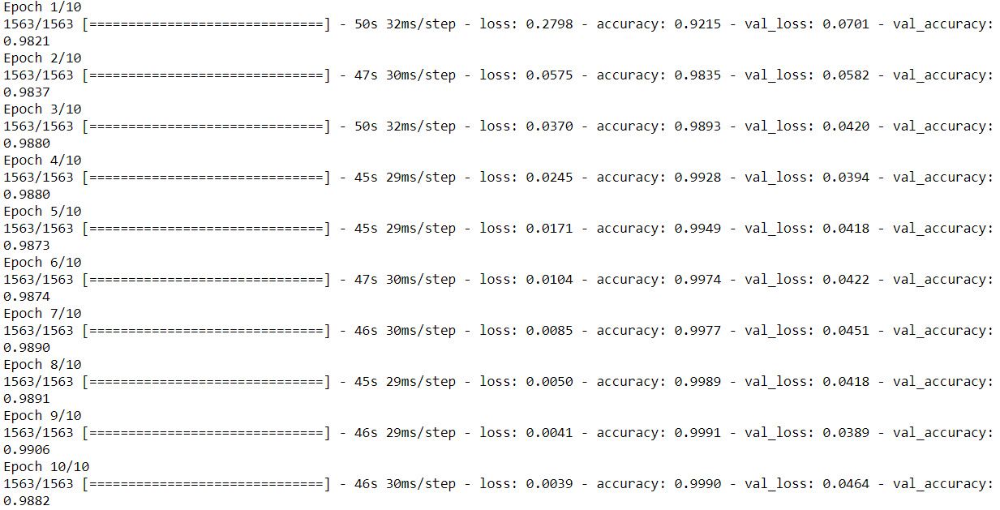 Epoch 1/10
1563/1563 [==============================] - 50s 32ms/step - loss: 0.2798 - accuracy: 0.9215 - val_loss: 0.0701 - val_accuracy:
0.9821
Epoch 2/10
1563/1563 [==============================] - 47s 30ms/step - loss: 0.0575 - accuracy: 0.9835 - val_loss: 0.0582 - val_accuracy:
0.9837
Epoch 3/10
1563/1563 [==============================] - 50s 32ms/step - loss: 0.0370 - accuracy: 0.9893 - val_loss: 0.0420 - val_accuracy:
0.9880
Epoch 4/10
1563/1563 [==============================] - 45s 29ms/step - loss: 0.0245 - accuracy: 0.9928 - val_loss: 0.0394 - val_accuracy:
0.9880
Epoch 5/10
1563/1563 [==============================] - 45s 29ms/step - loss: 0.0171 - accuracy: 0.9949 - val_loss: 0.0418 - val_accuracy:
0.9873
Epoch 6/10
1563/1563 [==============================] - 47s 30ms/step - loss: 0.0104 - accuracy: 0.9974 - val_loss: 0.0422 - val_accuracy:
0.9874
Epoch 7/10
1563/1563 [==============================] - 46s 30ms/step - loss: 0.0085 - accuracy: 0.9977 - val_loss: 0.0451 - val_accuracy:
0.9890
Epoch 8/10
1563/1563 [==============================] - 45s 29ms/step - loss: 0.0050 - accuracy: 0.9989 - val_loss: 0.0418 - val_accuracy:
0.9891
Epoch 9/10
1563/1563 [==============================] - 46s 29ms/step - loss: 0.0041 - accuracy: 0.9991 - val_loss: 0.0389 - val_accuracy:
0.9906
Epoch 10/10
1563/1563 [==============================] - 46s 30ms/step - loss: 0.0039 - accuracy: 0.9990 - val_loss: 0.0464 - val_accuracy:
0.9882